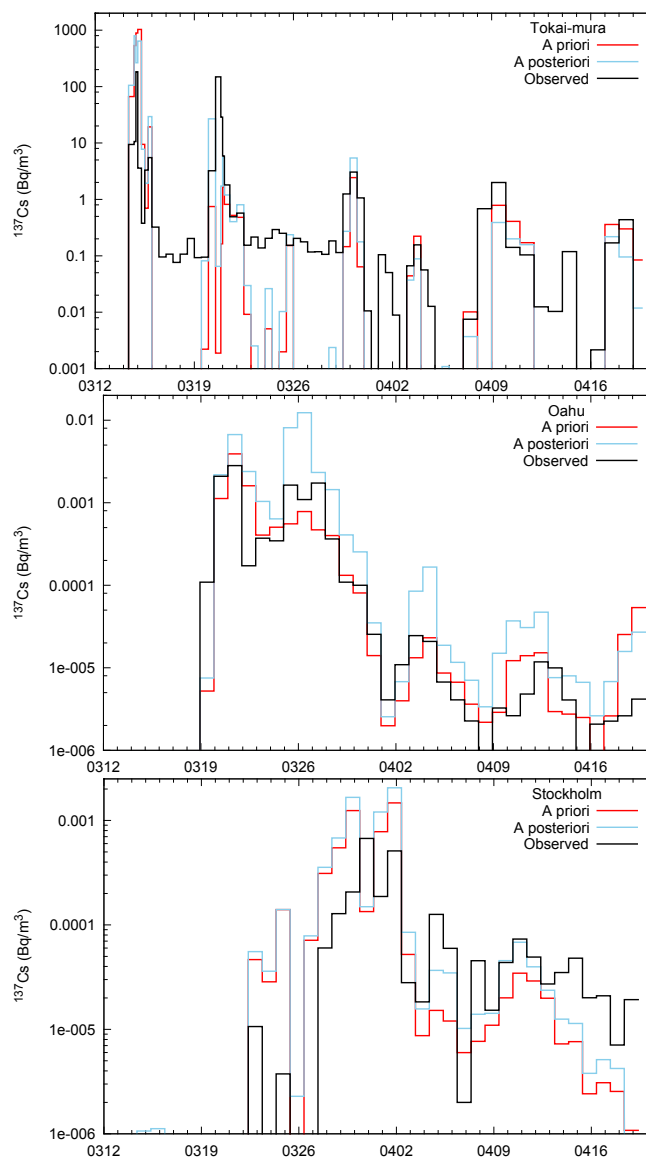 Tokai-mura
A priori
A posteriori
Observed
1000
100
10
1
0.1
0.01
0.001
¹³⁷Cs (Bq/m³)
0312 0319 0326 0402 0409 0416
Oahu
A priori
A posteriori
Observed
0.01
0.001
0.0001
1e-005
1e-006
¹³⁷Cs (Bq/m³)
0312 0319 0326 0402 0409 0416
Stockholm
A priori
A posteriori
Observed
0.001
0.0001
1e-005
1e-006
¹³⁷Cs (Bq/m³)
0312 0319 0326 0402 0409 0416